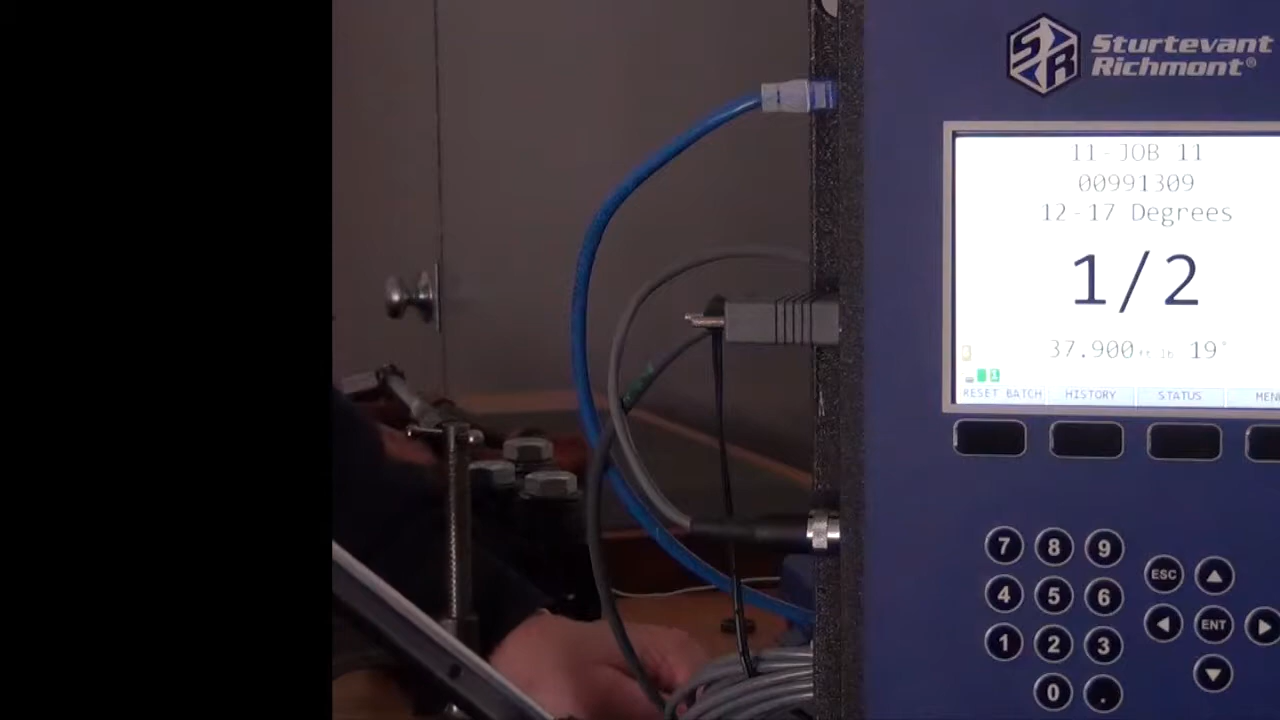 Sturtevant
Richmont®
11-JOB 11
00991309
12-17 Degrees
1/2
37.900 ft lb 19°
RESET BATCH HISTORY STATUS
7 8 9
4 5 6
1 2 3
0 .
ESC
ENT